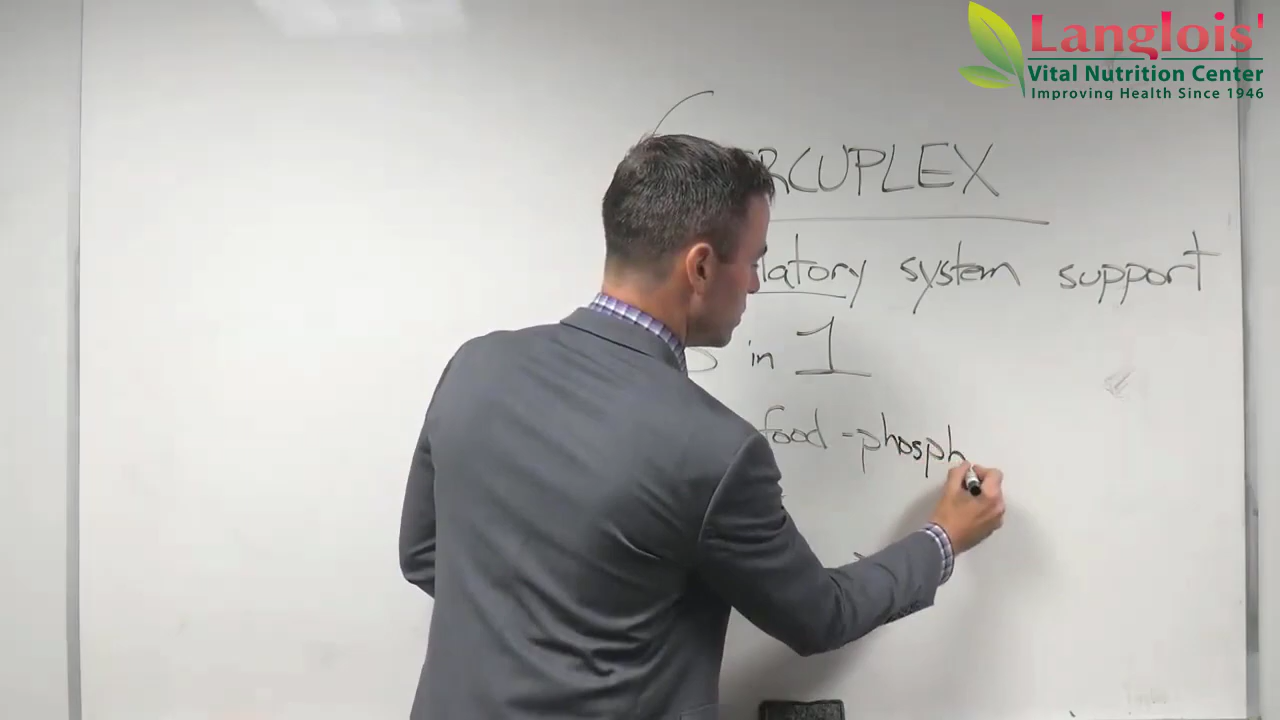 Langlois'
Vital Nutrition Center
Improving Health Since 1946
RCUPLEX
latory system support
in 1
food - phosph